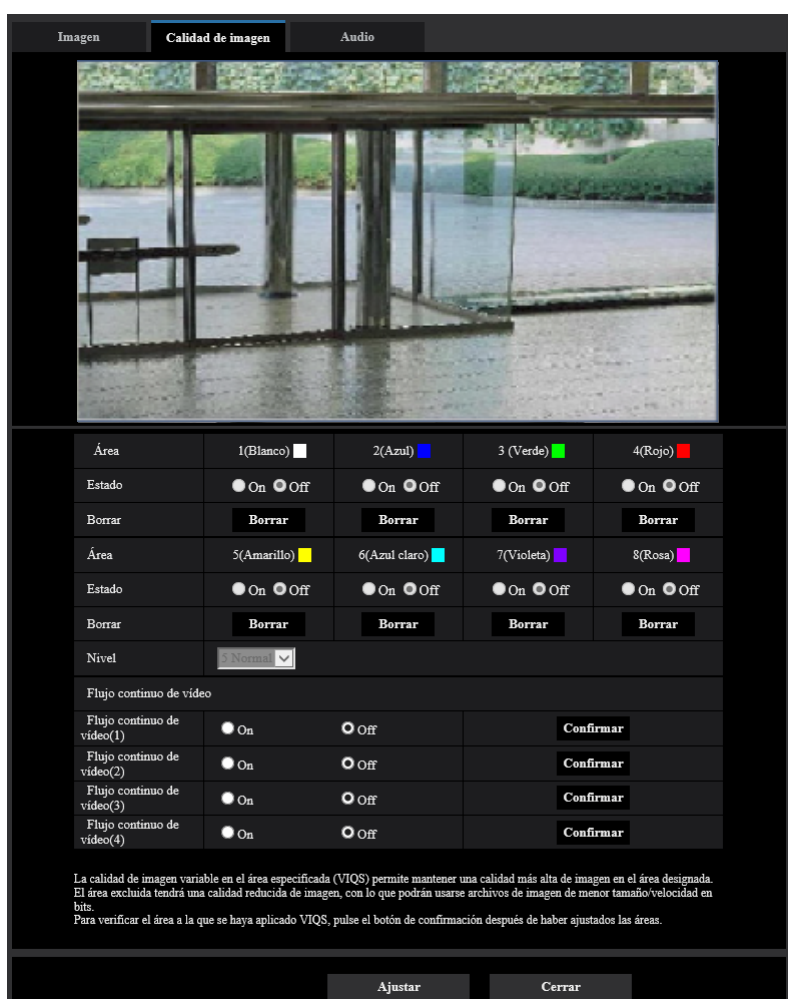 Imagen Calidad de imagen Audio
Área 1(Blanco) 2(Azul) 3 (Verde) 4(Rojo)
Estado On Off On Off On Off On Off
Borrar Borrar Borrar Borrar Borrar
Área 5(Amarillo) 6(Azul claro) 7(Violeta) 8(Rosa)
Estado On Off On Off On Off On Off
Borrar Borrar Borrar Borrar Borrar
Nivel 5 Normal
Flujo continuo de vídeo
Flujo continuo de
vídeo(1) On Off Confirmar
Flujo continuo de
vídeo(2) On Off Confirmar
Flujo continuo de
vídeo(3) On Off Confirmar
Flujo continuo de
vídeo(4) On Off Confirmar
La calidad de imagen variable en el área especificada (VIQS) permite mantener una calidad más alta de imagen en el área designada.
El área excluida tendrá una calidad reducida de imagen, con lo que podrán usarse archivos de imagen de menor tamaño/velocidad en
bits.
Para verificar el área a la que se haya aplicado VIQS, pulse el botón de confirmación después de haber ajustados las áreas.
Ajustar Cerrar